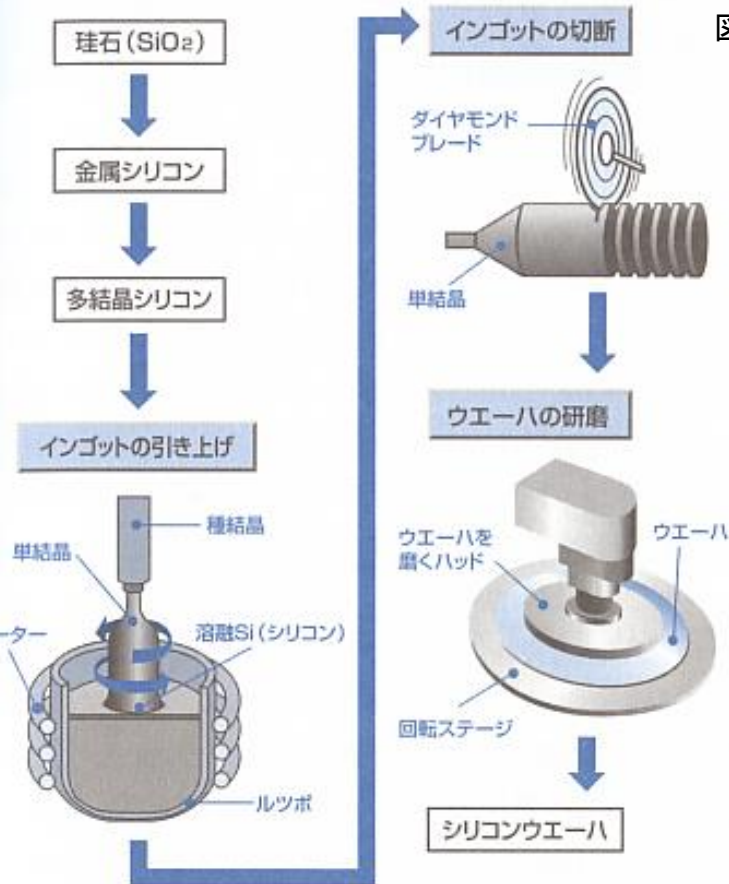 珪石（SiO₂）
金属シリコン
多結晶シリコン
インゴットの引き上げ
種結晶
単結晶
ーター
溶融Si（シリコン）
ルツボ
インゴットの切断
図
ダイヤモンド
ブレード
単結晶
ウエーハの研磨
ウエーハを
磨くハッド
ウエーハ
回転ステージ
シリコンウエーハ